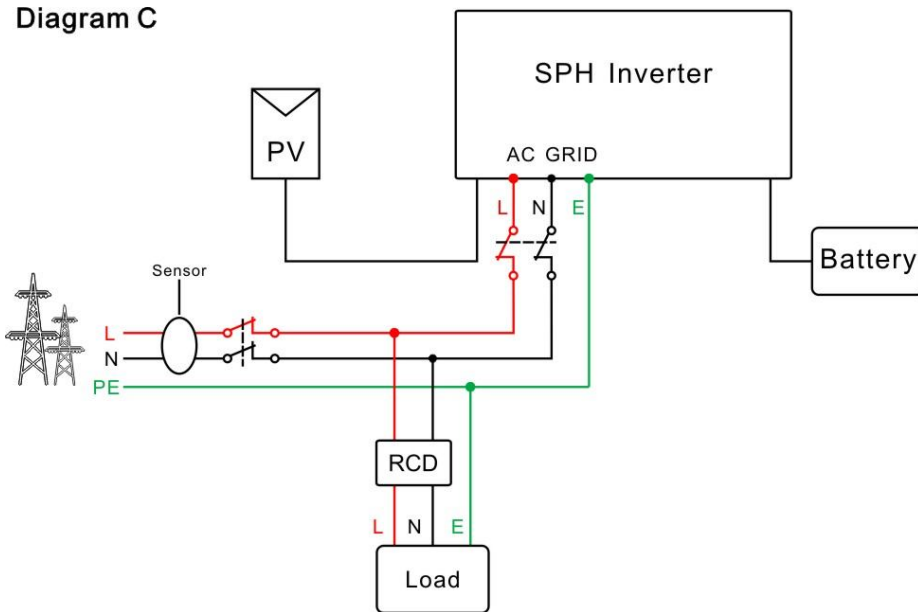 Diagram C
SPH Inverter
PV
AC GRID
L N E
Battery
Sensor
L
N
PE
RCD
L N E
Load